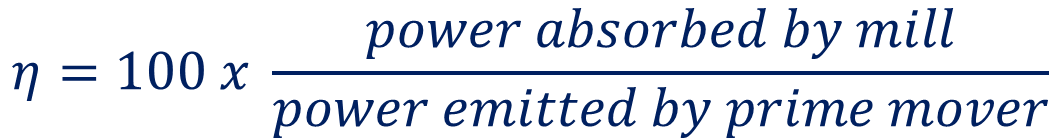 η = 100 x power absorbed by mill
power emitted by prime mover